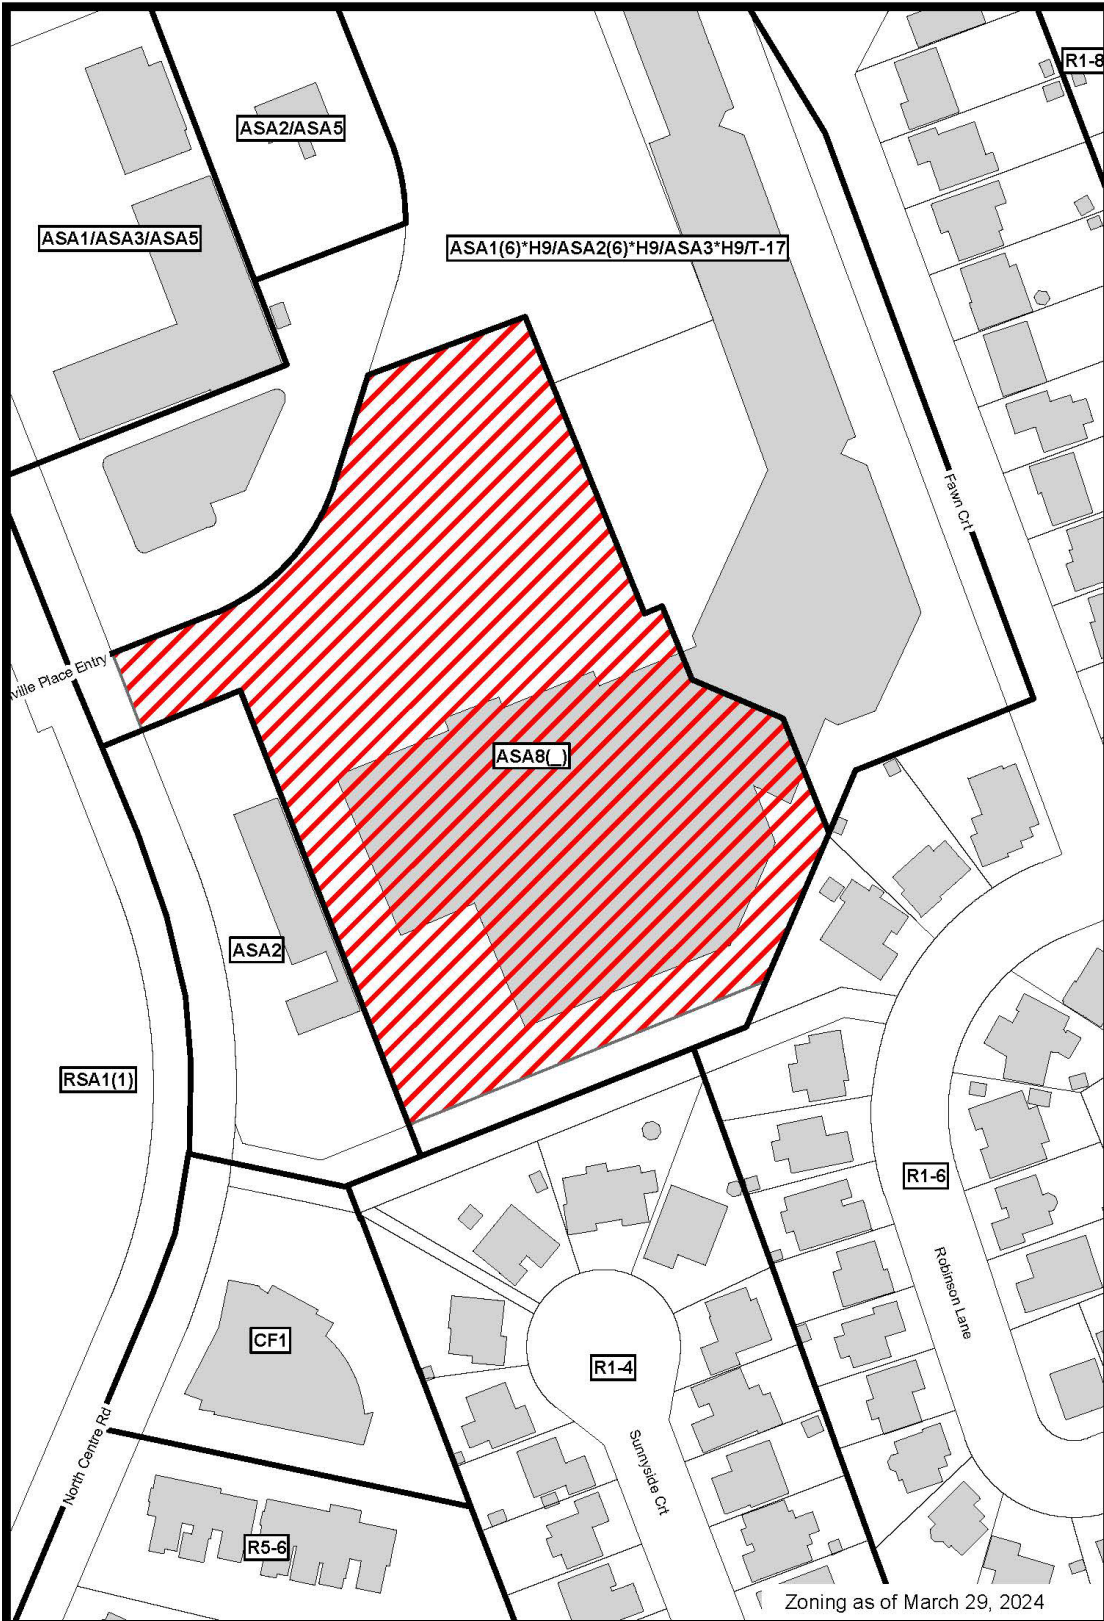 R1-8
ASA2/ASA5
ASA1/ASA3/ASA5
ASA1(6)*H9/ASA2(6)*H9/ASA3*H9/T-17
Fawn Crt
ville Place Entry
ASA8(_)
ASA2
RSA1(1)
R1-6
Robinson Lane
CF1
R1-4
North Centre Rd
Sunnyside Crt
R5-6
Zoning as of March 29, 2024